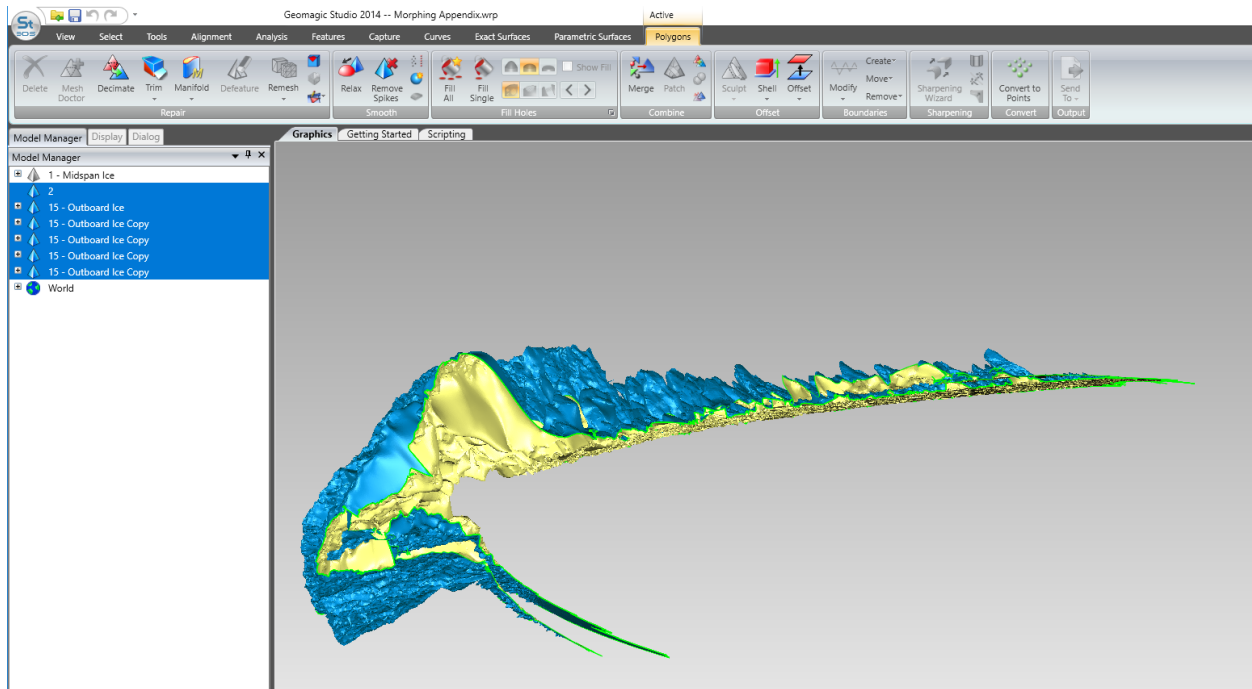 St
Geomagic Studio 2014 -- Morphing Appendix.wrp
Active
View Select Tools Alignment Analysis Features Capture Curves Exact Surfaces Parametric Surfaces Polygons
Show Fill
Create
Move
Remove
Delete Mesh Doctor Decimate Trim Manifold Defeature Remesh Relax Remove Spikes Fill All Fill Single Merge Patch Sculpt Shell Offset Modify Sharpening Wizard Convert to Points Send To
Repair Smooth Fill Holes Combine Offset Boundaries Sharpening Convert Output
Model Manager Display Dialog Graphics Getting Started Scripting
Model Manager
1 - Midspan Ice
2
15 - Outboard Ice
15 - Outboard Ice Copy
15 - Outboard Ice Copy
15 - Outboard Ice Copy
15 - Outboard Ice Copy
World